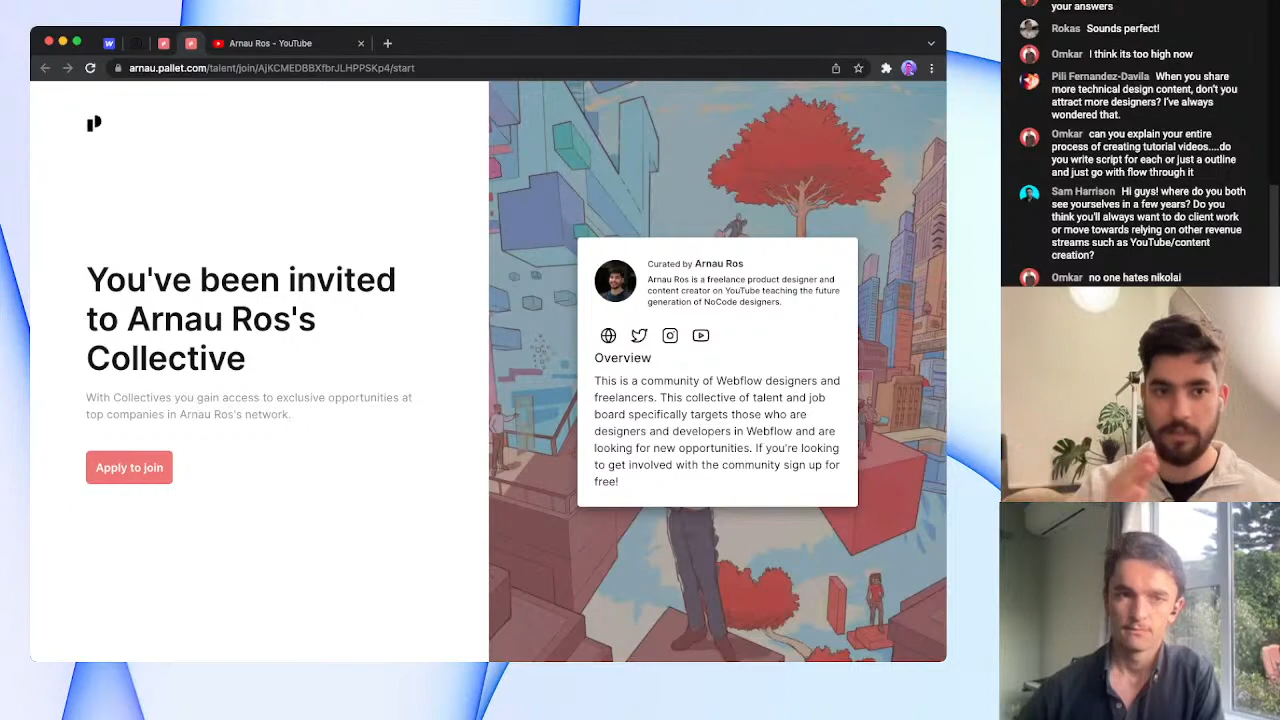 Arnau Ros - YouTube
arnau.pallet.com/talent/join/AjKCMEDBBXfbrJLHPPSKp4/start
You've been invited
to Arnau Ros's
Collective
With Collectives you gain access to exclusive opportunities at
top companies in Arnau Ros's network.
Apply to join
Curated by Arnau Ros
Arnau Ros is a freelance product designer and
content creator on YouTube teaching the future
generation of NoCode designers.
Overview
This is a community of Webflow designers and
freelancers. This collective of talent and job
board specifically targets those who are
designers and developers in Webflow and are
looking for new opportunities. If you're looking
to get involved with the community sign up for
free!
your answers
Rokas Sounds perfect!
Omkar I think its too high now
Pili Fernandez-Davila When you share
more technical design content, don't you
attract more designers? I've always
wondered that.
Omkar can you explain your entire
process of creating tutorial videos....do
you write script for each or just a outline
and just go with flow through it
Sam Harrison Hi guys! where do you both
see yourselves in a few years? Do you
think you'll always want to do client work
or move towards relying on other revenue
streams such as YouTube/content
creation?
Omkar no one hates nikolai